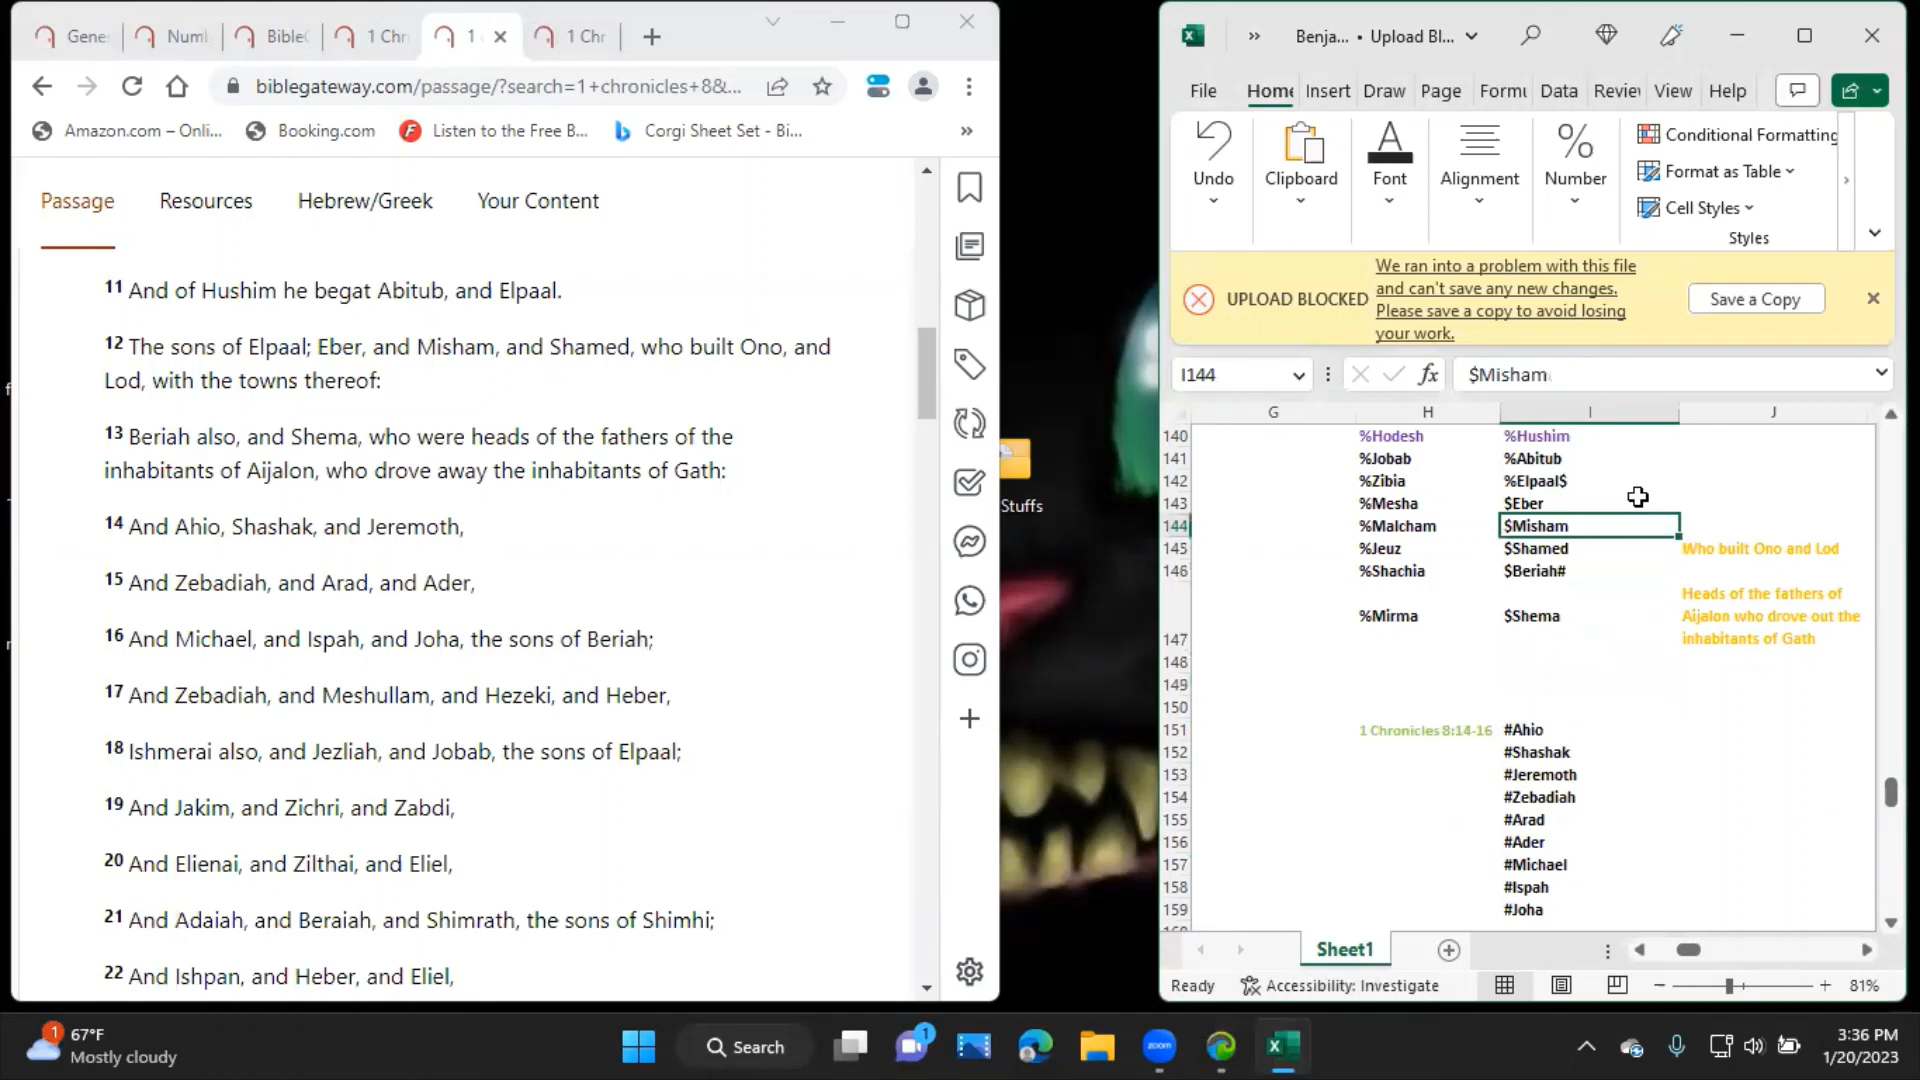 Gene
Num
Bible
1 Chr
1
1 Chr
biblegateway.com/passage/?search=1+chronicles+8&...
Amazon.com – Onli...
Booking.com
Listen to the Free B...
Corgi Sheet Set - Bi...
»
Passage
Resources
Hebrew/Greek
Your Content
11 And of Hushim he begat Abitub, and Elpaal.
12 The sons of Elpaal; Eber, and Misham, and Shamed, who built Ono, and
Lod, with the towns thereof:
13 Beriah also, and Shema, who were heads of the fathers of the
inhabitants of Aijalon, who drove away the inhabitants of Gath:
14 And Ahio, Shashak, and Jeremoth,
15 And Zebadiah, and Arad, and Ader,
16 And Michael, and Ispah, and Joha, the sons of Beriah;
17 And Zebadiah, and Meshullam, and Hezeki, and Heber,
18 Ishmerai also, and Jezliah, and Jobab, the sons of Elpaal;
19 And Jakim, and Zichri, and Zabdi,
20 And Elienai, and Zilthai, and Eliel,
21 And Adaiah, and Beraiah, and Shimrath, the sons of Shimhi;
22 And Ishpan, and Heber, and Eliel,
Stuffs
» Benja... • Upload Bl...
File Home Insert Draw Page Formu Data Review View Help
Undo
Clipboard
Font
Alignment
Number
Conditional Formatting
Format as Table
Cell Styles
Styles
UPLOAD BLOCKED
We ran into a problem with this file
and can't save any new changes.
Please save a copy to avoid losing
your work.
Save a Copy
I144
fx
$Misham
G H I J
140 %Hodesh %Hushim
141 %Jobab %Abitub
142 %Zibia %Elpaal$
143 %Mesha $Eber
144 %Malcham $Misham
145 %Jeuz $Shamed Who built Ono and Lod
146 %Shachia $Beriah#
Heads of the fathers of
%Mirma $Shema Aijalon who drove out the
147 inhabitants of Gath
148
149
150
151 1 Chronicles 8:14-16 #Ahio
152 #Shashak
153 #Jeremoth
154 #Zebadiah
155 #Arad
156 #Ader
157 #Michael
158 #Ispah
159 #Joha
Sheet1
Ready
Accessibility: Investigate
81%
1
67°F
Mostly cloudy
Search
1
zoom
3:36 PM
1/20/2023